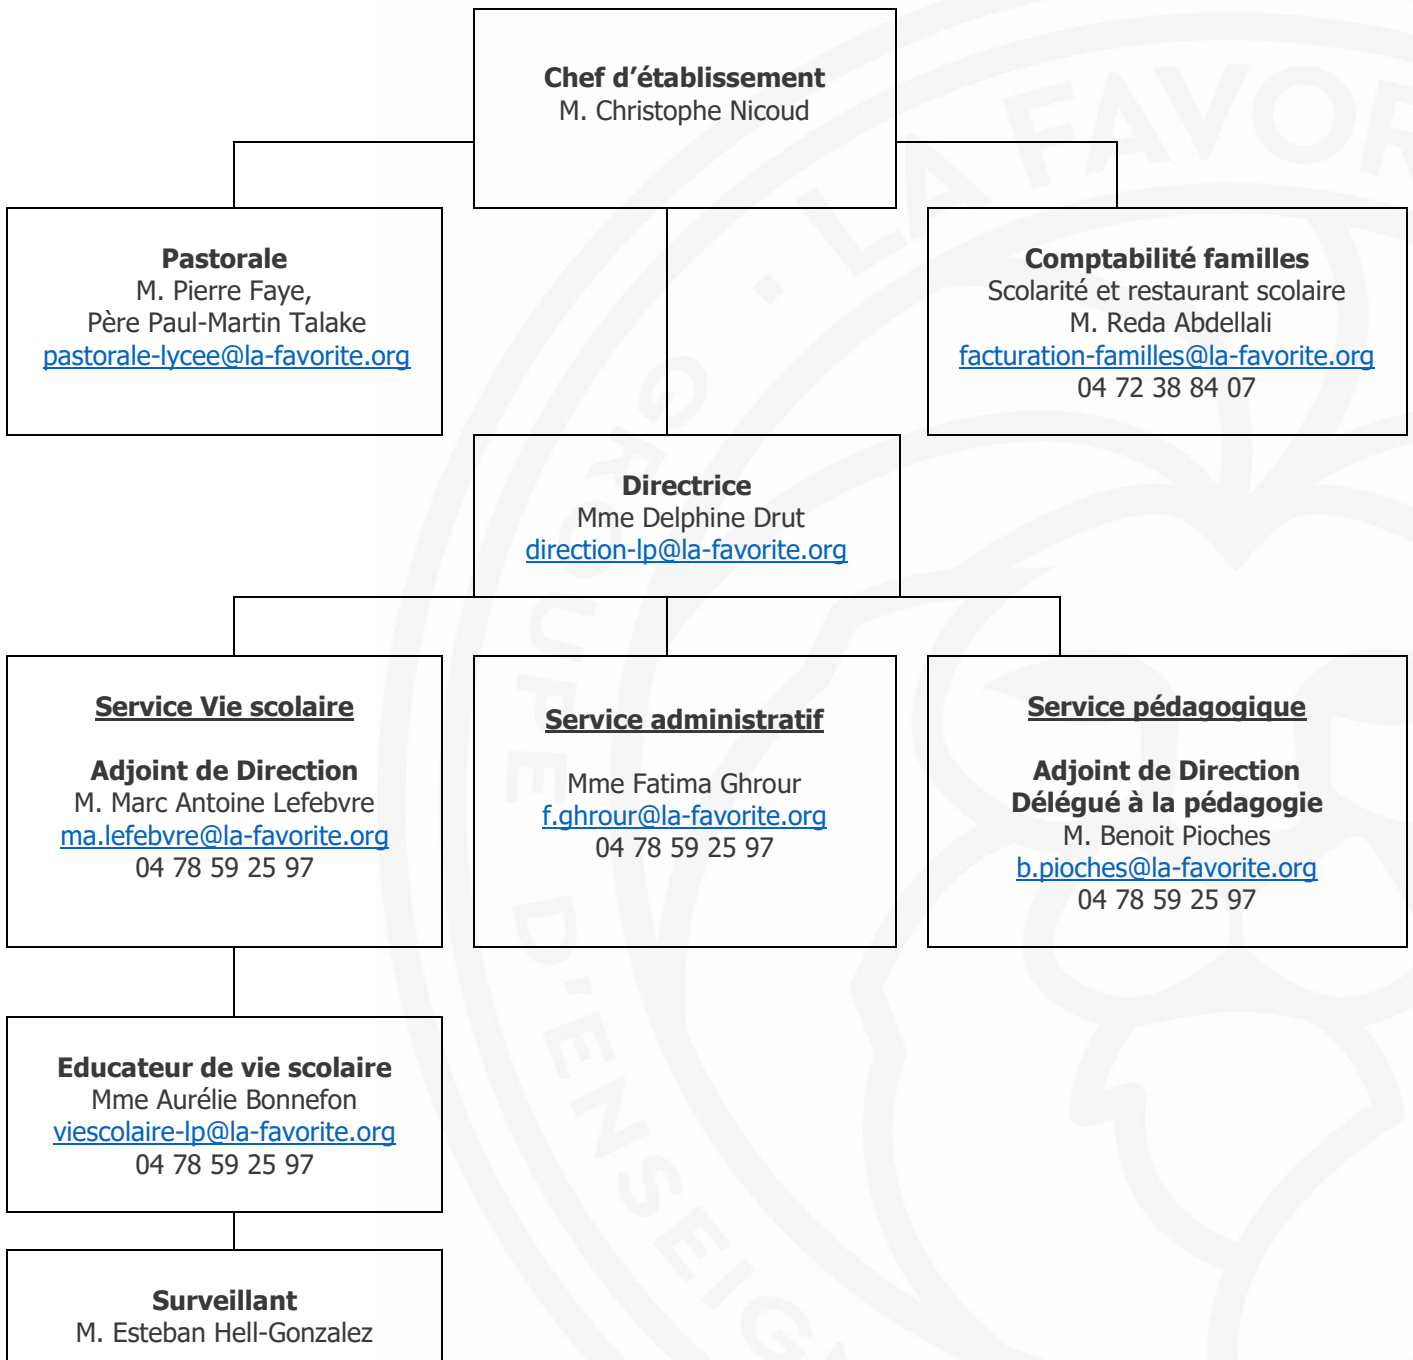 Chef d’établissement
M. Christophe Nicoud
Pastorale
M. Pierre Faye,
Père Paul-Martin Talake
pastorale-lycee@la-favorite.org
Comptabilité familles
Scolarité et restaurant scolaire
M. Reda Abdellali
facturation-familles@la-favorite.org
04 72 38 84 07
Directrice
Mme Delphine Drut
direction-lp@la-favorite.org
Service Vie scolaire
Adjoint de Direction
M. Marc Antoine Lefebvre
ma.lefebvre@la-favorite.org
04 78 59 25 97
Service administratif
Mme Fatima Ghrour
f.ghrour@la-favorite.org
04 78 59 25 97
Service pédagogique
Adjoint de Direction
Délégué à la pédagogie
M. Benoit Pioches
b.pioches@la-favorite.org
04 78 59 25 97
Educateur de vie scolaire
Mme Aurélie Bonnefon
viescolaire-lp@la-favorite.org
04 78 59 25 97
Surveillant
M. Esteban Hell-Gonzalez
GROUPE D'ENSEIG
· LA FAVOR